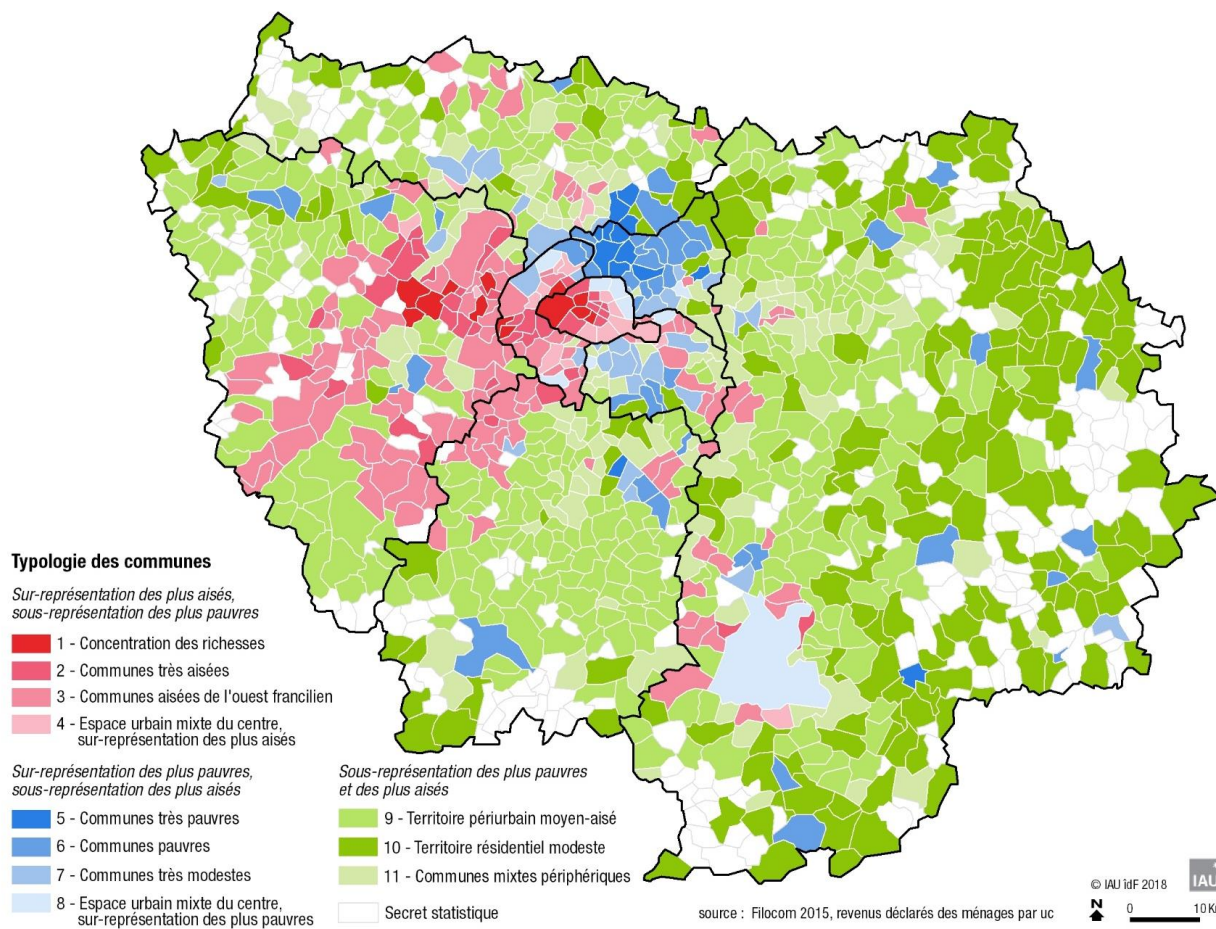 Typologie des communes
Sur-représentation des plus aisés,
sous-représentation des plus pauvres
1 - Concentration des richesses
2 - Communes très aisées
3 - Communes aisées de l'ouest francilien
4 - Espace urbain mixte du centre,
sur-représentation des plus aisés
Sur-représentation des plus pauvres,
sous-représentation des plus aisés
5 - Communes très pauvres
6 - Communes pauvres
7 - Communes très modestes
8 - Espace urbain mixte du centre,
sur-représentation des plus pauvres
Sous-représentation des plus pauvres
et des plus aisés
9 - Territoire périurbain moyen-aisé
10 - Territoire résidentiel modeste
11 - Communes mixtes périphériques
Secret statistique
source : Filocom 2015, revenus déclarés des ménages par uc
© IAU îdF 2018
IAU
N
0 10 K